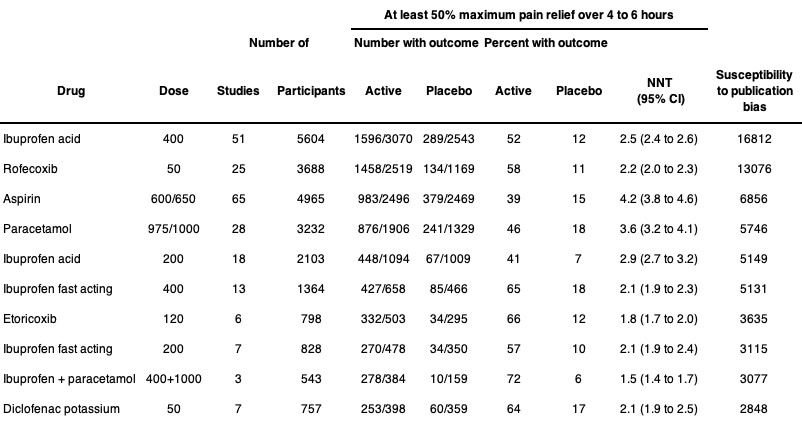 At least 50% maximum pain relief over 4 to 6 hours
Number of Number with outcome Percent with outcome
Drug Dose Studies Participants Active Placebo Active Placebo NNT (95% CI) Susceptibility to publication bias
Ibuprofen acid 400 51 5604 1596/3070 289/2543 52 12 2.5 (2.4 to 2.6) 16812
Rofecoxib 50 25 3688 1458/2519 134/1169 58 11 2.2 (2.0 to 2.3) 13076
Aspirin 600/650 65 4965 983/2496 379/2469 39 15 4.2 (3.8 to 4.6) 6856
Paracetamol 975/1000 28 3232 876/1906 241/1329 46 18 3.6 (3.2 to 4.1) 5746
Ibuprofen acid 200 18 2103 448/1094 67/1009 41 7 2.9 (2.7 to 3.2) 5149
Ibuprofen fast acting 400 13 1364 427/658 85/466 65 18 2.1 (1.9 to 2.3) 5131
Etoricoxib 120 6 798 332/503 34/295 66 12 1.8 (1.7 to 2.0) 3635
Ibuprofen fast acting 200 7 828 270/478 34/350 57 10 2.1 (1.9 to 2.4) 3115
Ibuprofen + paracetamol 400+1000 3 543 278/384 10/159 72 6 1.5 (1.4 to 1.7) 3077
Diclofenac potassium 50 7 757 253/398 60/359 64 17 2.1 (1.9 to 2.5) 2848